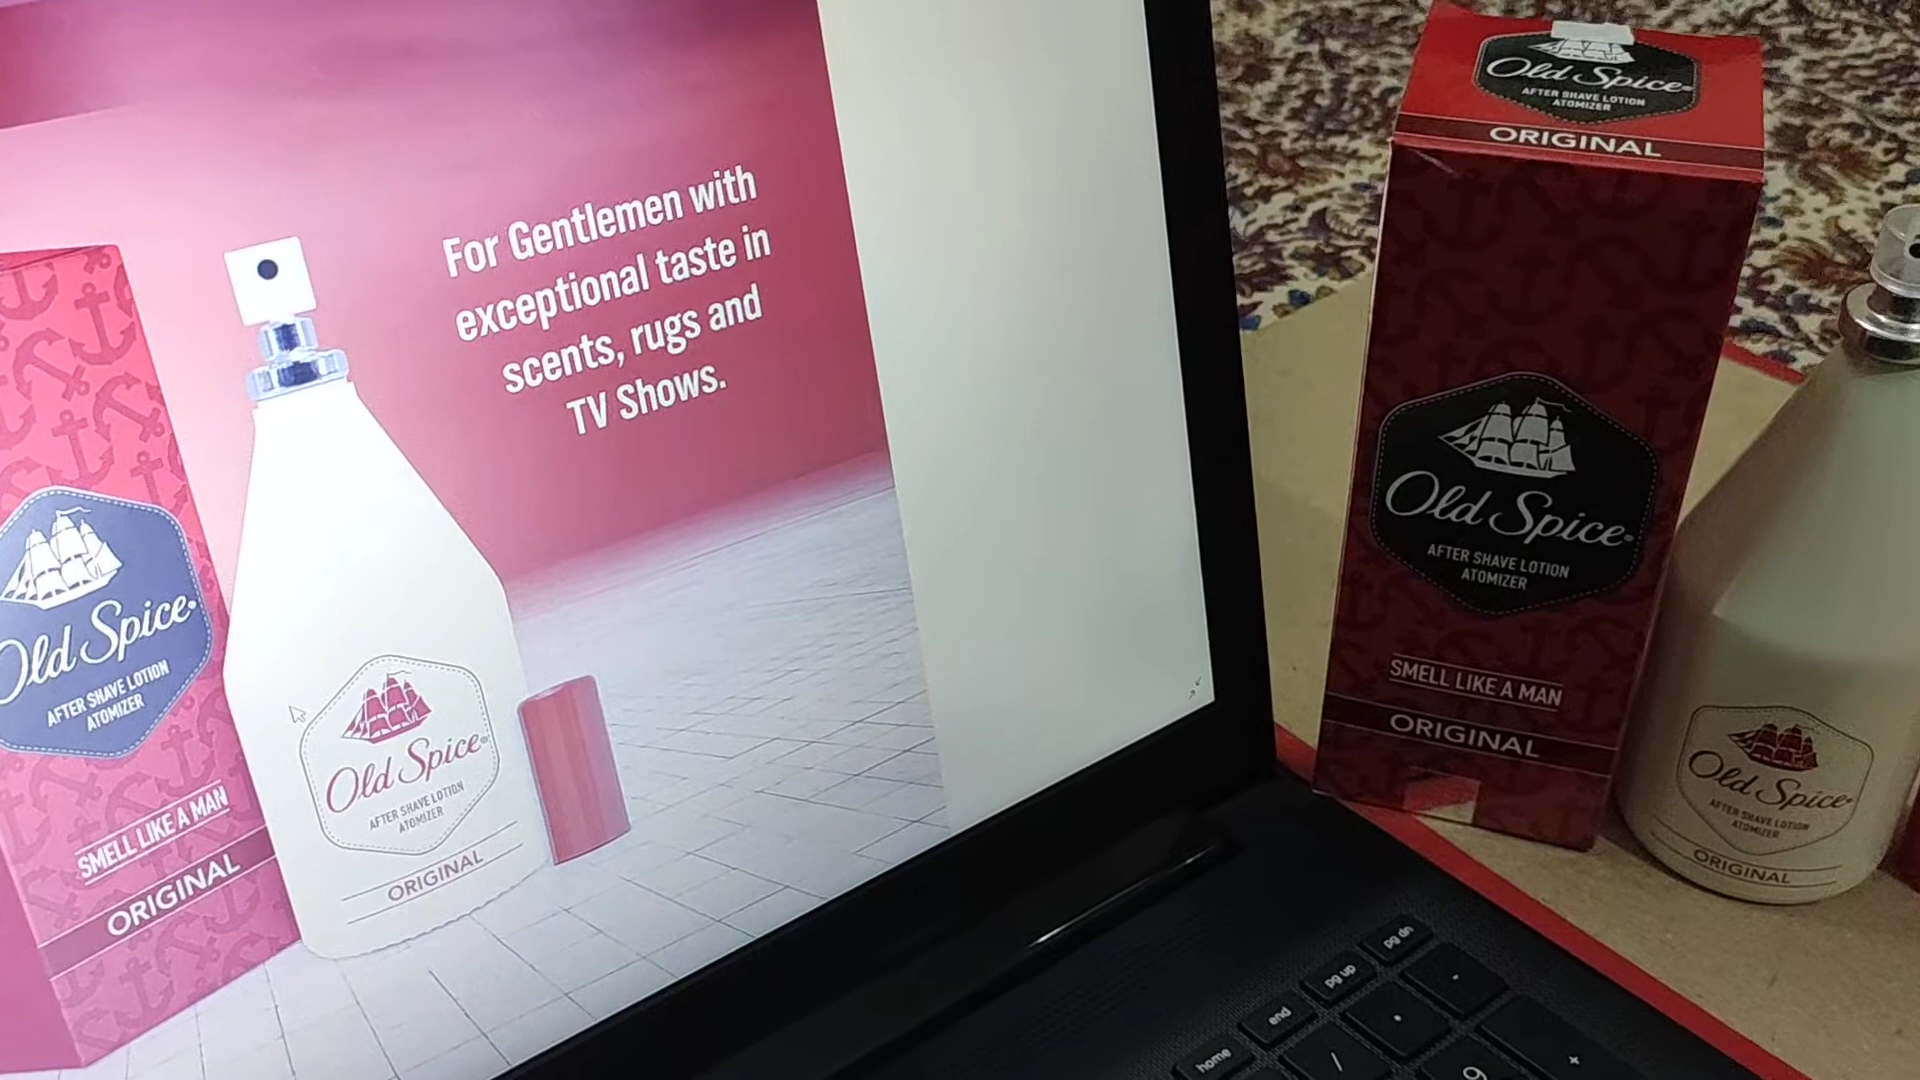 For Gentlemen with
exceptional taste in
scents, rugs and
TV Shows.
Old Spice
AFTER SHAVE LOTION
ATOMIZER
SMELL LIKE A MAN
ORIGINAL
Old Spice
AFTER SHAVE LOTION
ATOMIZER
ORIGINAL
Old Spice
AFTER SHAVE LOTION
ATOMIZER
ORIGINAL
Old Spice
AFTER SHAVE LOTION
ATOMIZER
SMELL LIKE A MAN
ORIGINAL
Old Spice
AFTER SHAVE LOTION
ATOMIZER
ORIGINAL
pg dn
pg up
end
home
-
*
/
+
9